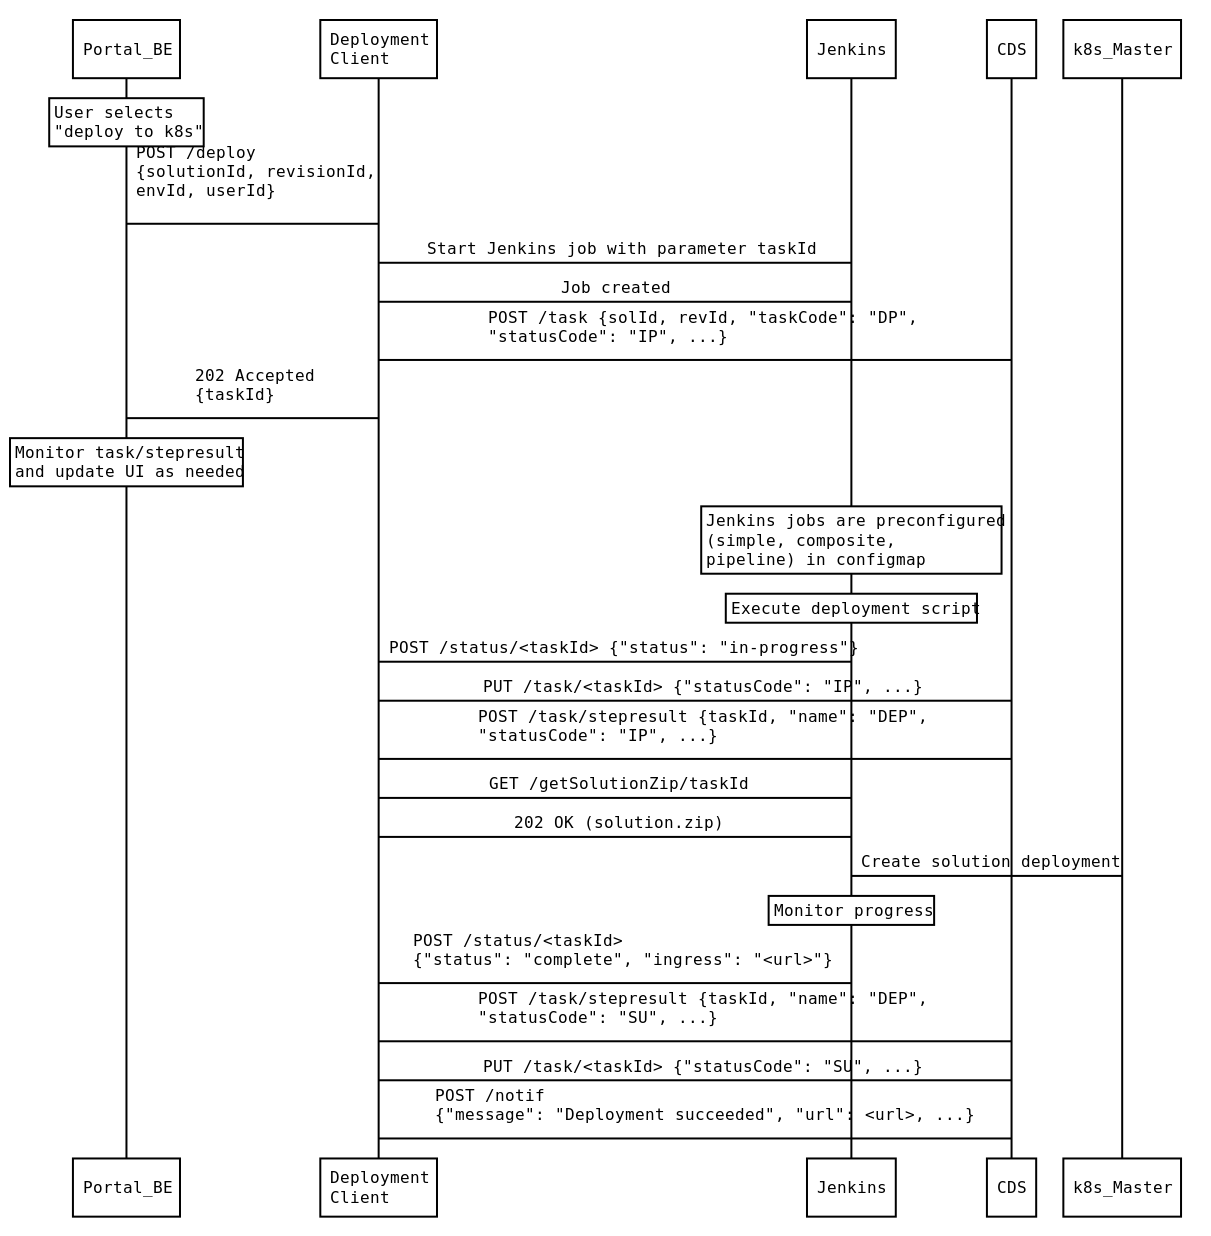 Portal_BE
Deployment
Client
Jenkins
CDS
k8s_Master
User selects
"deploy to k8s"
POST /deploy
{solutionId, revisionId,
envId, userId}
Start Jenkins job with parameter taskId
Job created
POST /task {solId, revId, "taskCode": "DP",
"statusCode": "IP", ...}
202 Accepted
{taskId}
Monitor task/stepresult
and update UI as needed
Jenkins jobs are preconfigured
(simple, composite,
pipeline) in configmap
Execute deployment script
POST /status/<taskId> {"status": "in-progress"}
PUT /task/<taskId> {"statusCode": "IP", ...}
POST /task/stepresult {taskId, "name": "DEP",
"statusCode": "IP", ...}
GET /getSolutionZip/taskId
202 OK (solution.zip)
Create solution deployment
Monitor progress
POST /status/<taskId>
{"status": "complete", "ingress": "<url>"}
POST /task/stepresult {taskId, "name": "DEP",
"statusCode": "SU", ...}
PUT /task/<taskId> {"statusCode": "SU", ...}
POST /notif
{"message": "Deployment succeeded", "url": <url>, ...}
Portal_BE
Deployment
Client
Jenkins
CDS
k8s_Master